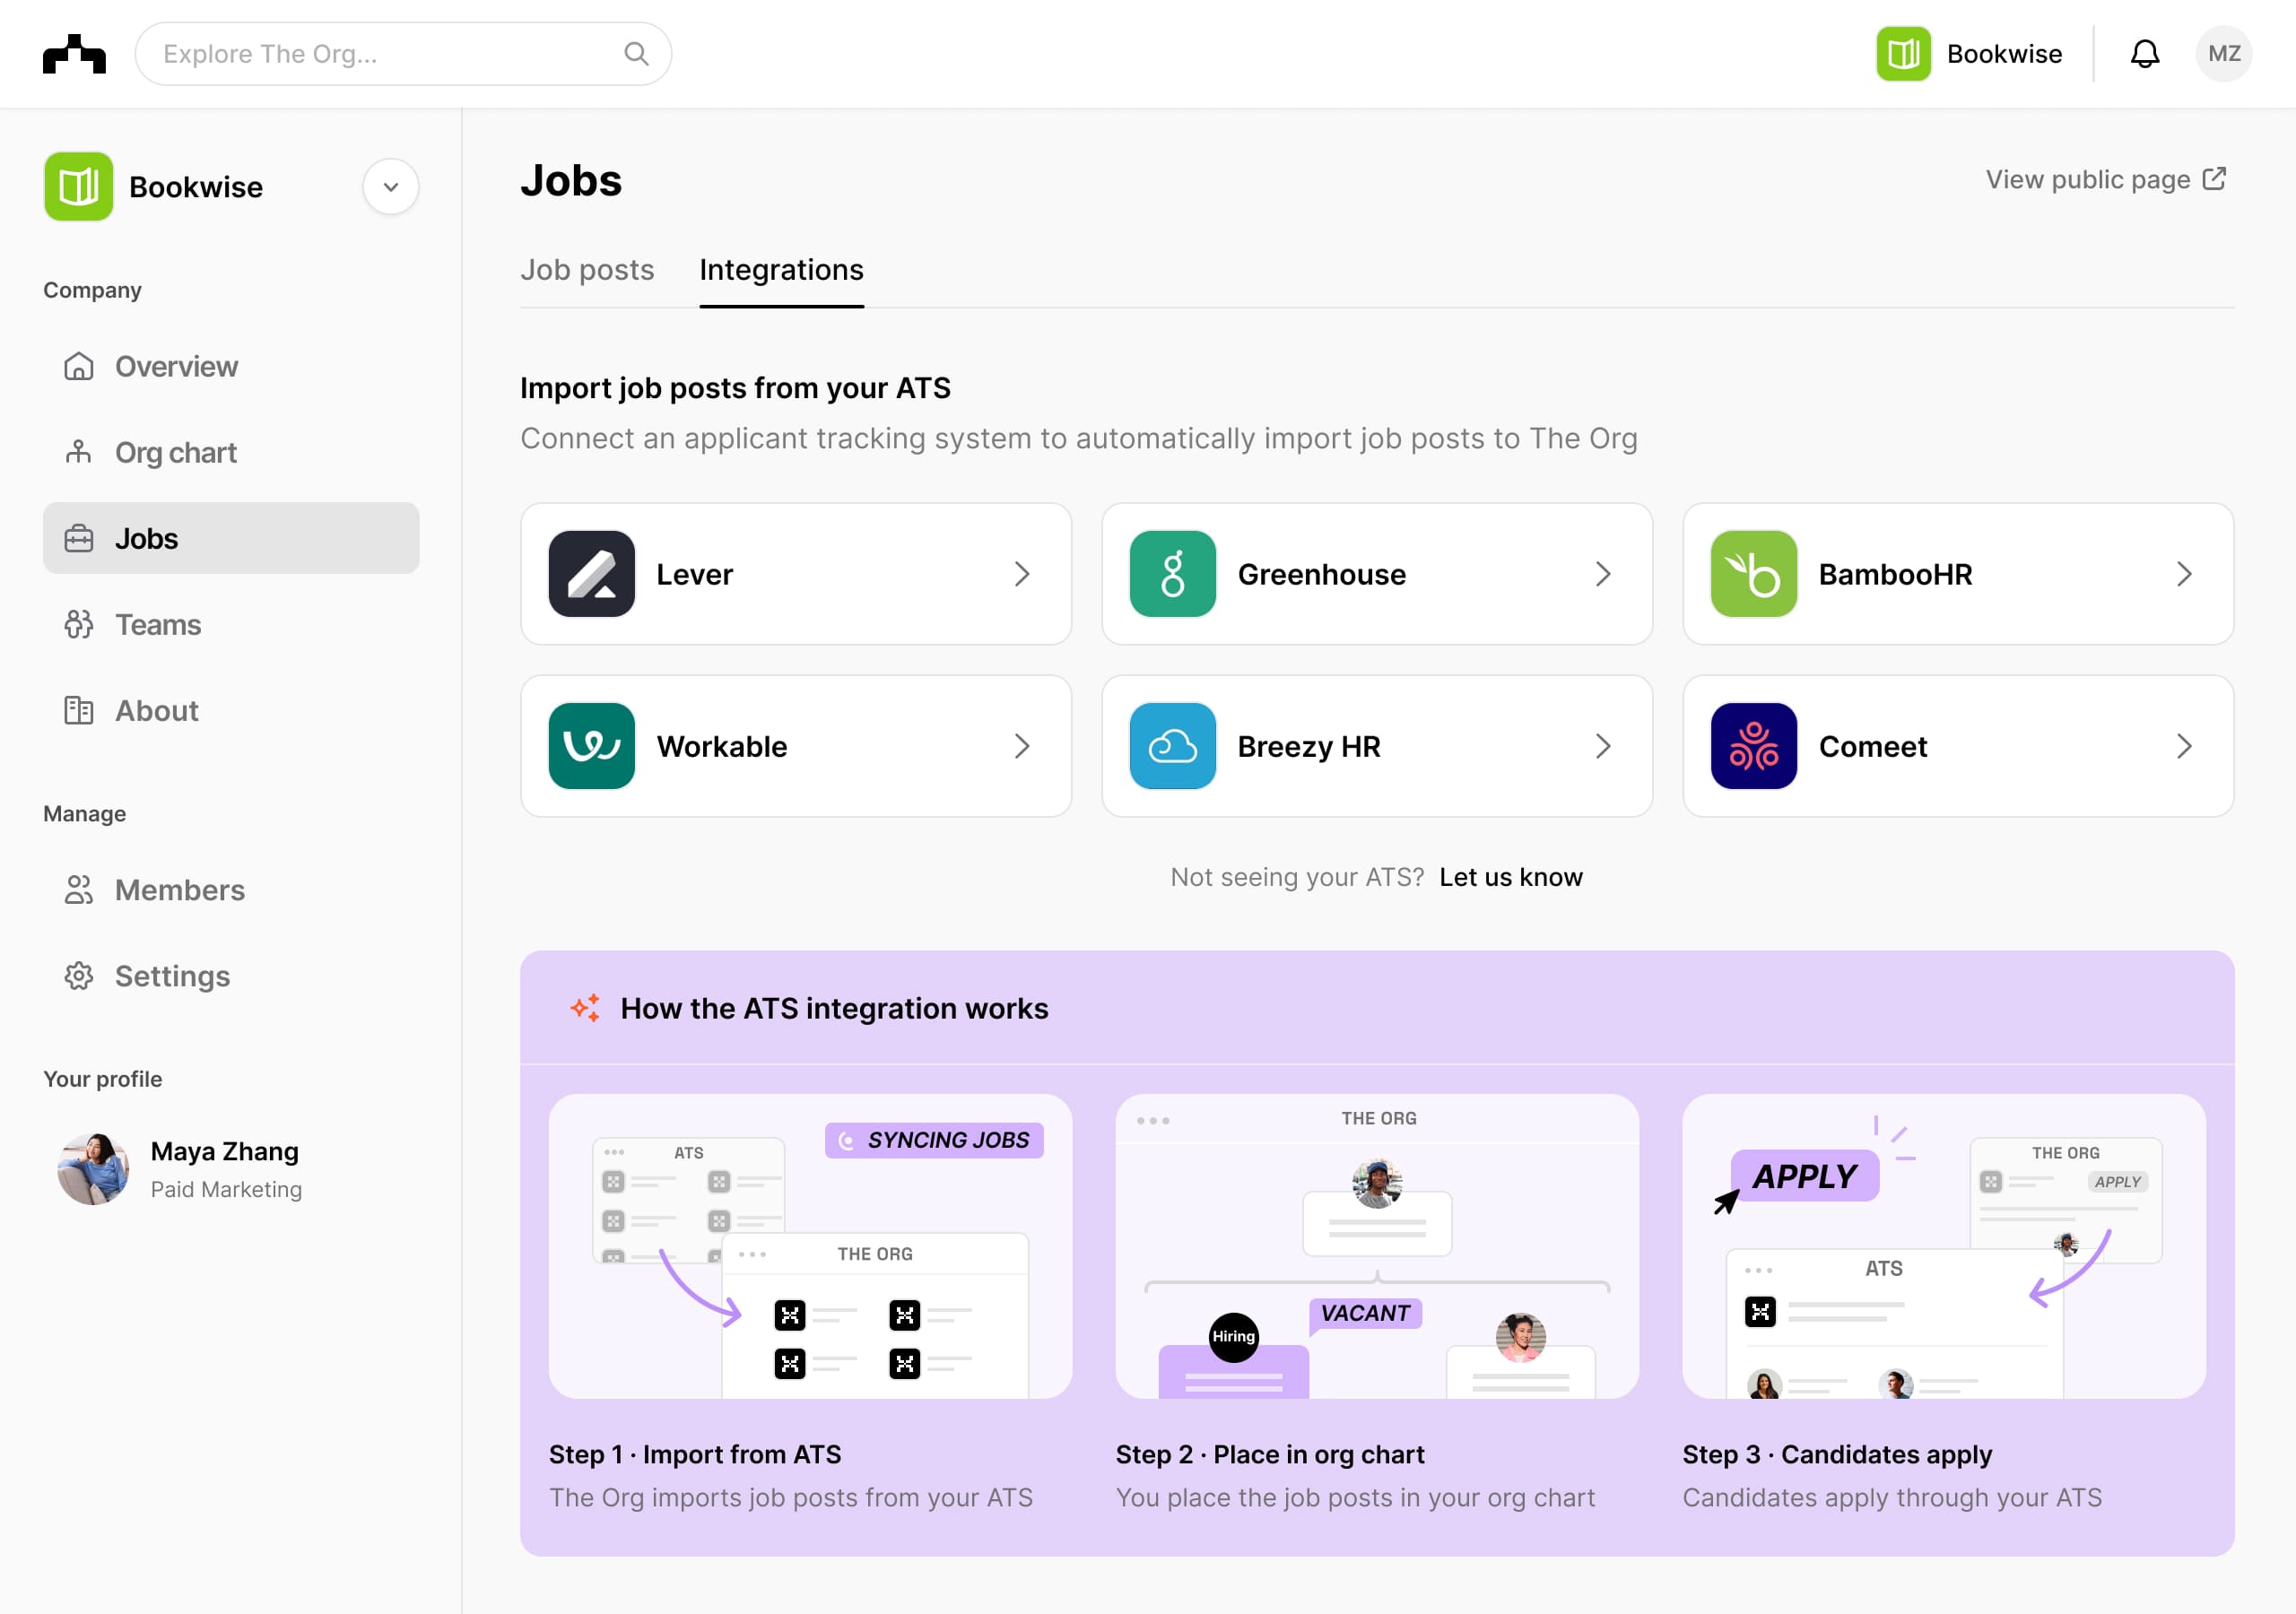 Explore The Org...
Bookwise
MZ
Bookwise
Company
Overview
Org chart
Jobs
Teams
About
Manage
Members
Settings
Your profile
Maya Zhang
Paid Marketing
Jobs
View public page
Job posts
Integrations
Import job posts from your ATS
Connect an applicant tracking system to automatically import job posts to The Org
Lever
Greenhouse
BambooHR
Workable
Breezy HR
Comeet
Not seeing your ATS? Let us know
How the ATS integration works
SYNCING JOBS
ATS
THE ORG
Step 1 · Import from ATS
The Org imports job posts from your ATS
THE ORG
VACANT
Hiring
Step 2 · Place in org chart
You place the job posts in your org chart
APPLY
THE ORG
APPLY
ATS
Step 3 · Candidates apply
Candidates apply through your ATS